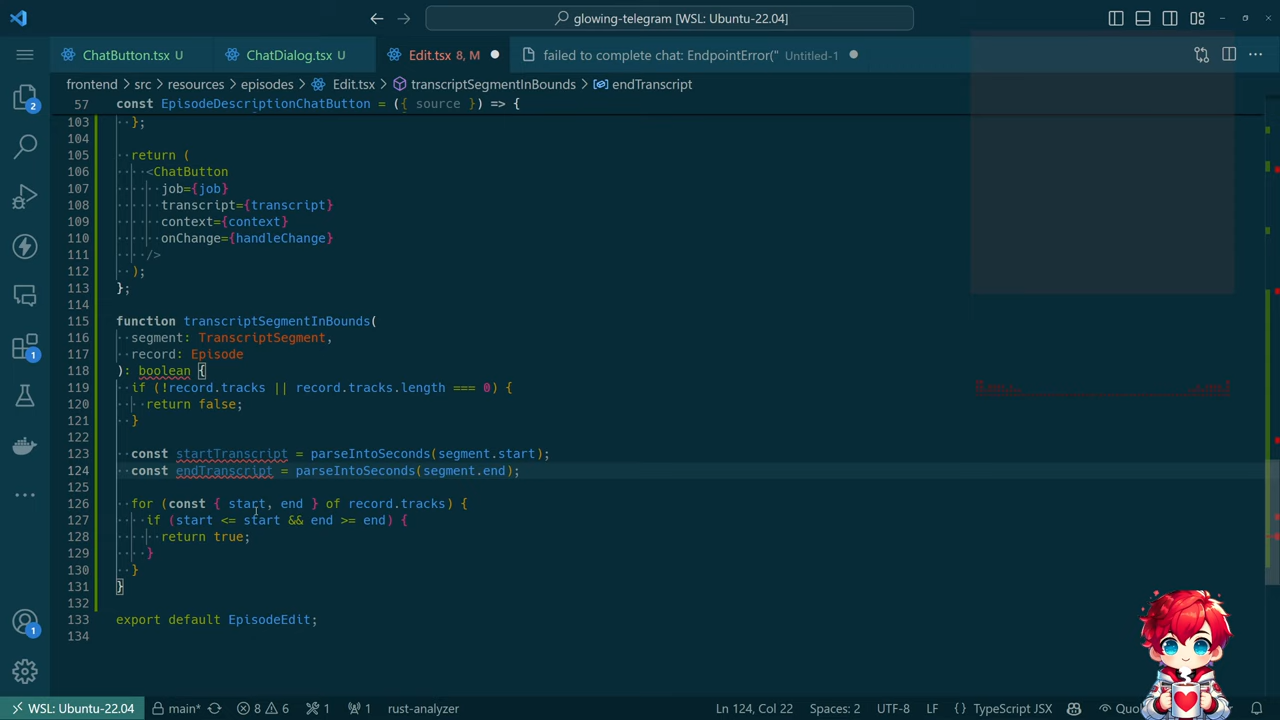 glowing-telegram [WSL: Ubuntu-22.04]
ChatButton.tsx U
ChatDialog.tsx U
Edit.tsx 8, M
failed to complete chat: EndpointError(" Untitled-1
frontend > src > resources > episodes > Edit.tsx > transcriptSegmentInBounds > endTranscript
57 const EpisodeDescriptionChatButton = ({ source }) => {
103 };
104
105 return (
106 <ChatButton
107 job={job}
108 transcript={transcript}
109 context={context}
110 onChange={handleChange}
111 />
112 );
113 };
114
115 function transcriptSegmentInBounds(
116 segment: TranscriptSegment,
117 record: Episode
118 ): boolean {
119 if (!record.tracks || record.tracks.length === 0) {
120 return false;
121 }
122
123 const startTranscript = parseIntoSeconds(segment.start);
124 const endTranscript = parseIntoSeconds(segment.end);
125
126 for (const { start, end } of record.tracks) {
127 if (start <= start && end >= end) {
128 return true;
129 }
130 }
131 }
132
133 export default EpisodeEdit;
134
2
1
1
WSL: Ubuntu-22.04 main* 8 6 1 1 rust-analyzer Ln 124, Col 22 Spaces: 2 UTF-8 LF {} TypeScript JSX Quo